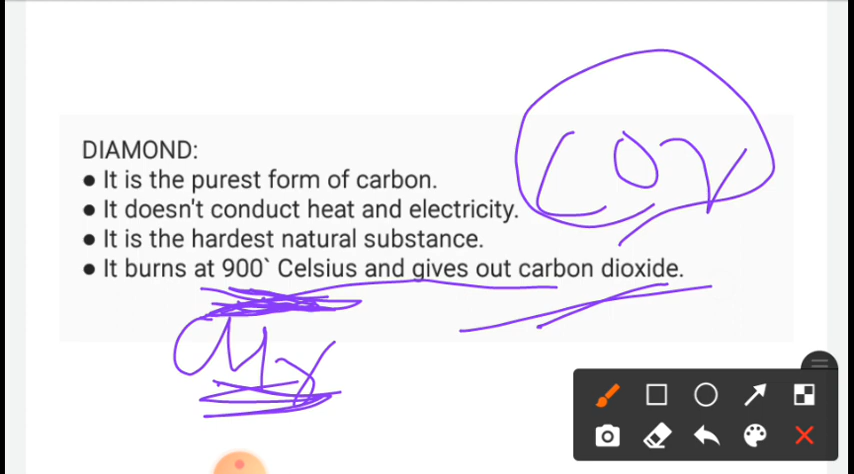 DIAMOND:
● It is the purest form of carbon.
● It doesn't conduct heat and electricity.
● It is the hardest natural substance.
● It burns at 900` Celsius and gives out carbon dioxide.